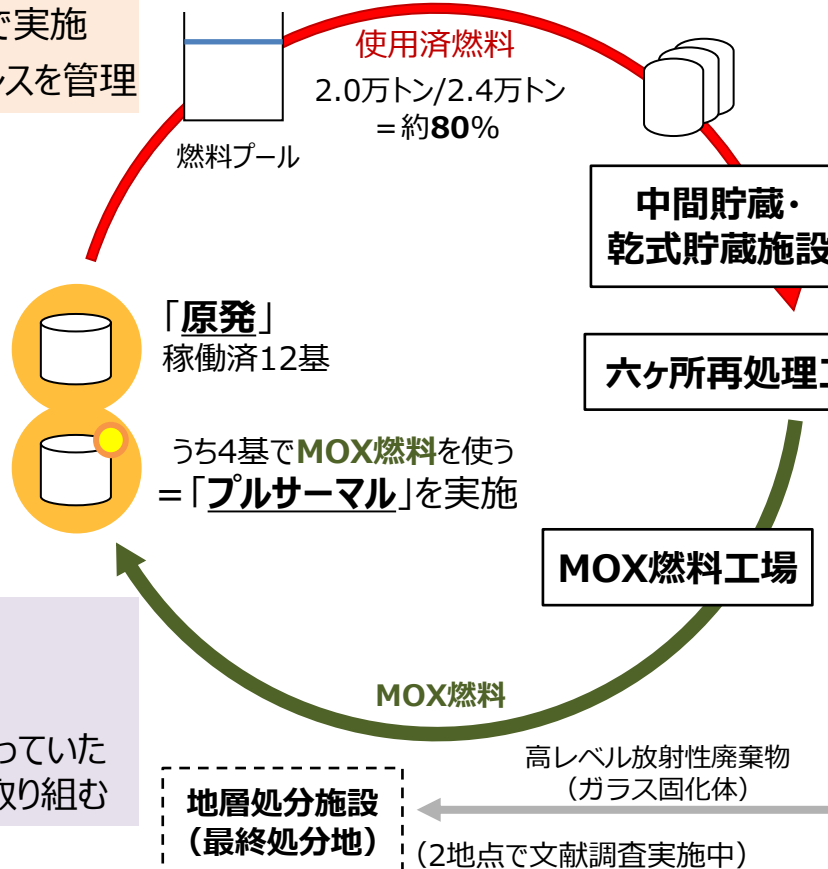 で実施
ンスを管理
使用済燃料
2.0万トン/2.4万トン
=約80%
燃料プール
中間貯蔵・
乾式貯蔵施設
「原発」
稼働済12基
六ヶ所再処理
うち4基でMOX燃料を使う
=「プルサーマル」を実施
MOX燃料工場
MOX燃料
っていた
取り組む
高レベル放射性廃棄物
（ガラス固化体）
地層処分施設
（最終処分地）
（2地点で文献調査実施中）